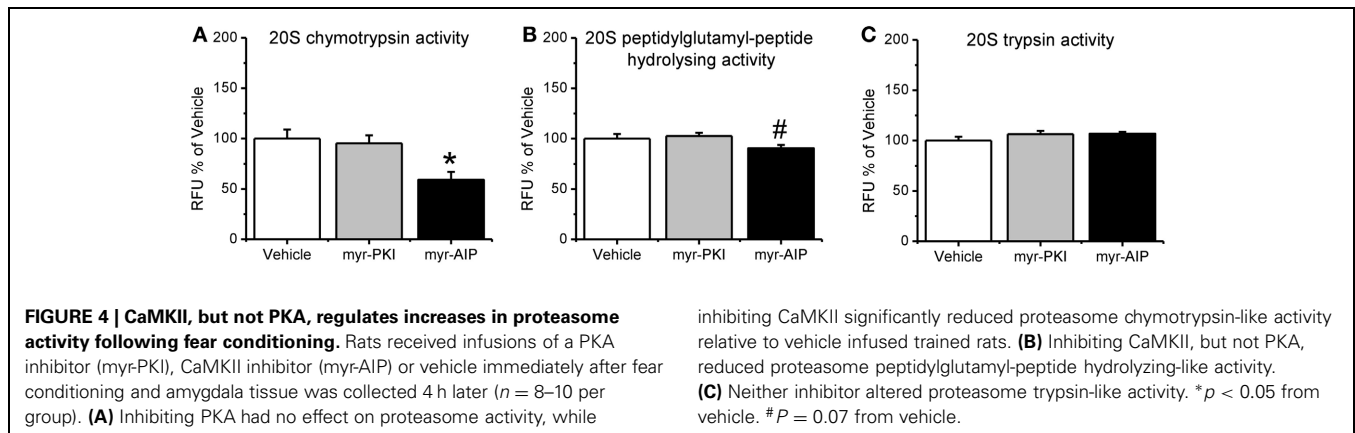 A
20S chymotrypsin activity
200
150
100
50
0
RFU % of Vehicle
*
Vehicle myr-PKI myr-AIP
B
20S peptidylglutamyl-peptide
hydrolysing activity
200
150
100
50
0
RFU % of Vehicle
#
Vehicle myr-PKI myr-AIP
C
20S trypsin activity
200
150
100
50
0
RFU % of Vehicle
Vehicle myr-PKI myr-AIP
FIGURE 4 | CaMKII, but not PKA, regulates increases in proteasome
activity following fear conditioning. Rats received infusions of a PKA
inhibitor (myr-PKI), CaMKII inhibitor (myr-AIP) or vehicle immediately after fear
conditioning and amygdala tissue was collected 4 h later (n = 8–10 per
group). (A) Inhibiting PKA had no effect on proteasome activity, while
inhibiting CaMKII significantly reduced proteasome chymotrypsin-like activity
relative to vehicle infused trained rats. (B) Inhibiting CaMKII, but not PKA,
reduced proteasome peptidylglutamyl-peptide hydrolyzing-like activity.
(C) Neither inhibitor altered proteasome trypsin-like activity. *p < 0.05 from
vehicle. #P = 0.07 from vehicle.